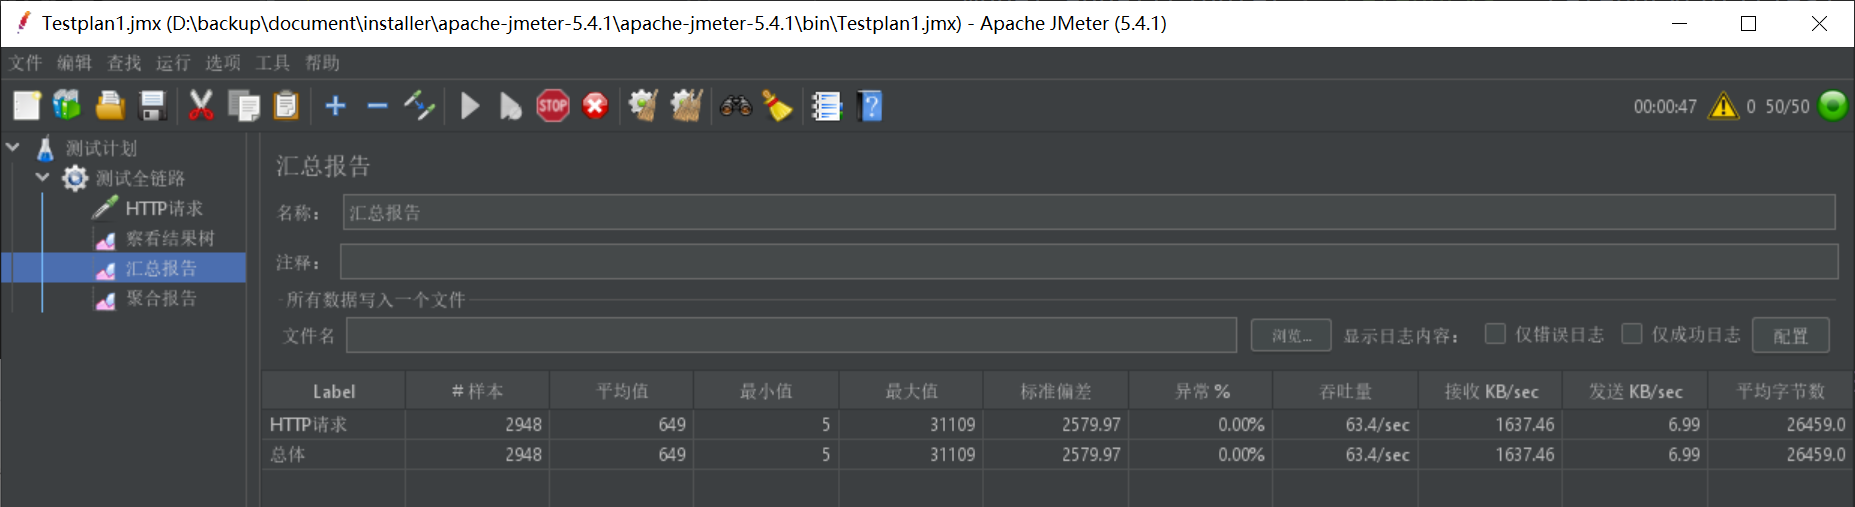 Testplan1.jmx (D:\backup\document\installer\apache-jmeter-5.4.1\apache-jmeter-5.4.1\bin\Testplan1.jmx) - Apache JMeter (5.4.1)
文件 编辑 查找 运行 选项 工具 帮助
STOP ? 00:00:47 0 50/50
测试计划
测试全链路
HTTP请求
察看结果树
汇总报告
聚合报告
汇总报告
名称： 汇总报告
注释：
所有数据写入一个文件
文件名 浏览... 显示日志内容： 仅错误日志 仅成功日志 配置
Label # 样本 平均值 最小值 最大值 标准偏差 异常 % 吞吐量 接收 KB/sec 发送 KB/sec 平均字节数
HTTP请求 2948 649 5 31109 2579.97 0.00% 63.4/sec 1637.46 6.99 26459.0
总体 2948 649 5 31109 2579.97 0.00% 63.4/sec 1637.46 6.99 26459.0